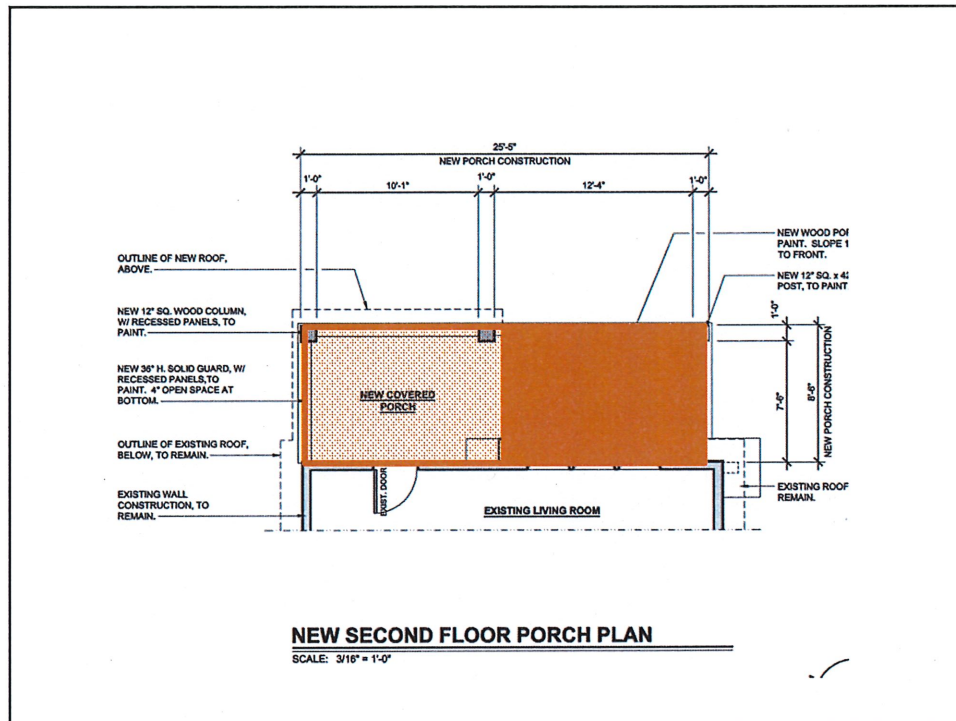 25'-5"
NEW PORCH CONSTRUCTION
1'-0"
10'-1"
1'-0"
12'-4"
1'-0"
OUTLINE OF NEW ROOF,
ABOVE.
NEW WOOD
PAINT. SLOPE 1
TO FRONT.
NEW 12" SQ. x
POST, TO PAINT
NEW 12" SQ. WOOD COLUMN,
W/ RECESSED PANELS, TO
PAINT.
1'-0"
NEW 36" H. SOLID GUARD, W/
RECESSED PANELS,TO
PAINT. 4" OPEN SPACE AT
BOTTOM.
NEW COVERED
PORCH
7'-6"
8'-6"
NEW PORCH CONSTRUCTION
OUTLINE OF EXISTING ROOF,
BELOW, TO REMAIN.
EXISTING WALL
CONSTRUCTION, TO
REMAIN.
EXIST. DOOR
EXISTING LIVING ROOM
EXISTING ROOF
REMAIN.
NEW SECOND FLOOR PORCH PLAN
SCALE: 3/16" = 1'-0"